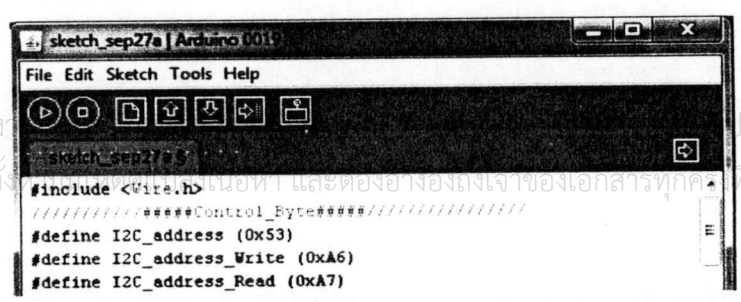 sketch_sep27a | Arduino 0019
File Edit Sketch Tools Help
sketch_sep27a §
#include <Wire.h>
///////////#####Control_Byte#####////////////////
#define I2C_address (0x53)
#define I2C_address_Write (0xA6)
#define I2C_address_Read (0xA7)